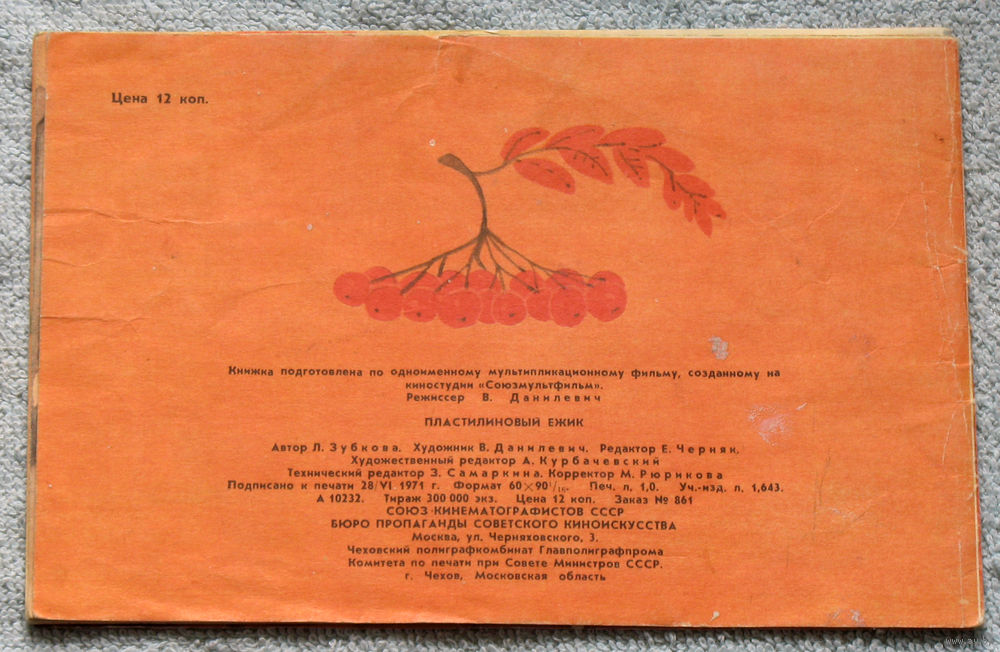 Цена 12 коп.
Книжка подготовлена по одноименному мультипликационному фильму, созданному на
киностудии «Союзмультфильм».
Режиссер В. Данилевич
ПЛАСТИЛИНОВЫЙ ЕЖИК
Автор Л. Зубкова. Художник В. Данилевич. Редактор Е. Черняк.
Художественный редактор А. Курбачевский
Технический редактор З. Самаркина. Корректор М. Рюрикова
Подписано к печати 28/VI 1971 г. Формат 60×90¹/₁₆. Печ. л. 1,0. Уч.-изд. л. 1,643.
А 10232. Тираж 300 000 экз. Цена 12 коп. Заказ № 861
СОЮЗ КИНЕМАТОГРАФИСТОВ СССР
БЮРО ПРОПАГАНДЫ СОВЕТСКОГО КИНОИСКУССТВА
Москва, ул. Черняховского, 3.
Чеховский полиграфкомбинат Главполиграфпрома
Комитета по печати при Совете Министров СССР.
г. Чехов, Московская область